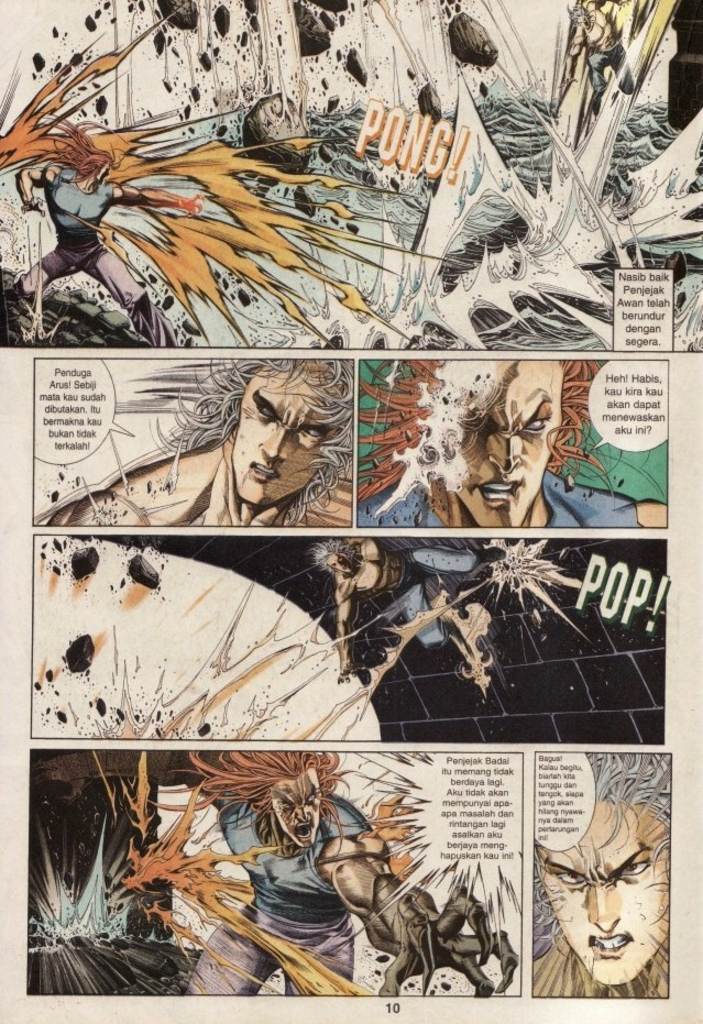 PONG!
Nasib baik
Penjejak
Awan telah
berundur
dengan
segera.
Penduga
Arus! Sebiji
mata kau sudah
dibutakan. Itu
bermakna kau
bukan tidak
terkalah!
Heh! Habis,
kau kira kau
akan dapat
menewaskan
aku ini?
POP!
Penjejak Badai
itu memang tidak
berdaya lagi.
Aku tidak akan
mempunyai apa-
apa masalah dan
rintangan lagi
asalkan aku
berjaya meng-
hapuskan kau ini!
Bagus!
Kalau begitu,
biarlah kita
tunggu dan
tengok, siapa
yang akan
hilang nyawa-
nya dalam
pertarungan
ini!
10